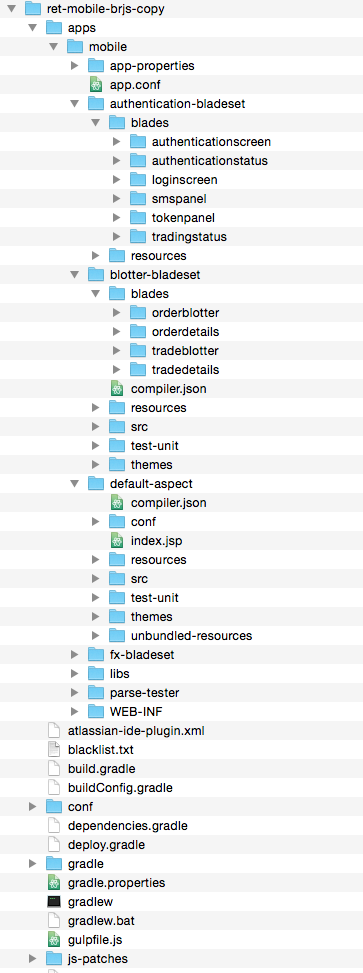 ret-mobile-brjs-copy
apps
mobile
app-properties
app.conf
authentication-bladeset
blades
authenticationscreen
authenticationstatus
loginscreen
smspanel
tokenpanel
tradingstatus
resources
blotter-bladeset
blades
orderblotter
orderdetails
tradeblotter
tradedetails
compiler.json
resources
src
test-unit
themes
default-aspect
compiler.json
conf
index.jsp
resources
src
test-unit
themes
unbundled-resources
fx-bladeset
libs
parse-tester
WEB-INF
atlassian-ide-plugin.xml
blacklist.txt
build.gradle
buildConfig.gradle
conf
dependencies.gradle
deploy.gradle
gradle
gradle.properties
gradlew
gradlew.bat
gulpfile.js
js-patches